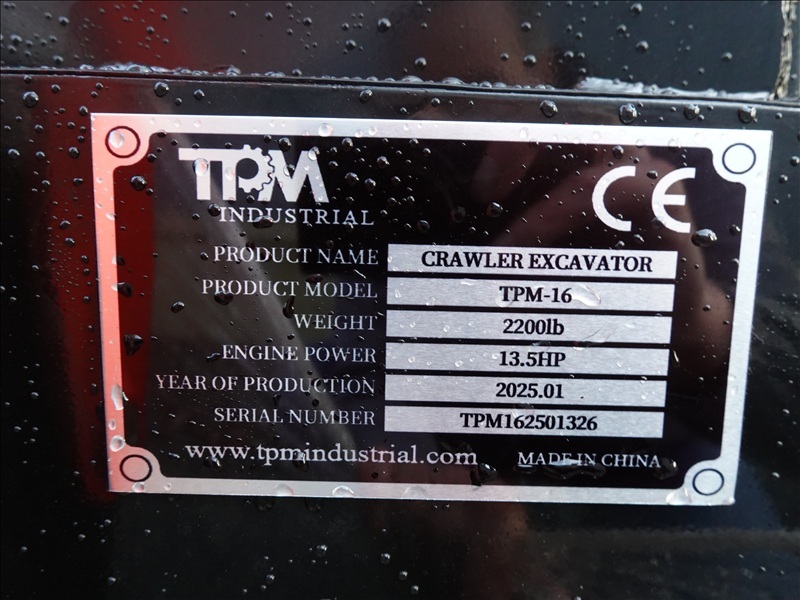 TPM
INDUSTRIAL
CE
PRODUCT NAME CRAWLER EXCAVATOR
PRODUCT MODEL TPM-16
WEIGHT 2200lb
ENGINE POWER 13.5HP
YEAR OF PRODUCTION 2025.01
SERIAL NUMBER TPM162501326
www.tpmindustrial.com MADE IN CHINA